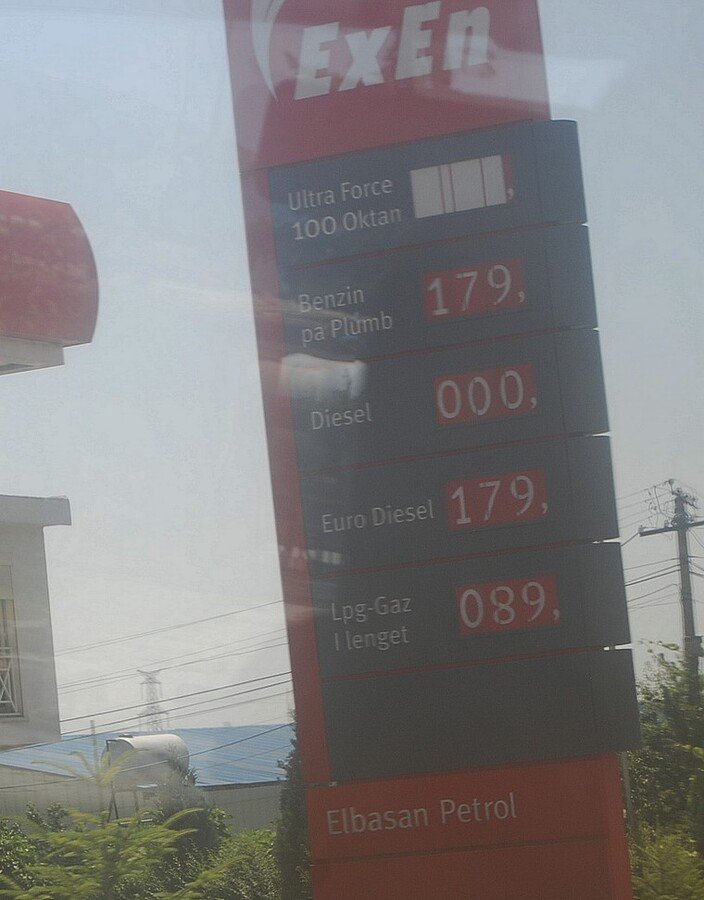 ExEn
Ultra Force
100 Oktan
,
Benzin
pa Plumb
179,
Diesel
000,
Euro Diesel
179,
Lpg-Gaz
I lenget
089,
Elbasan Petrol